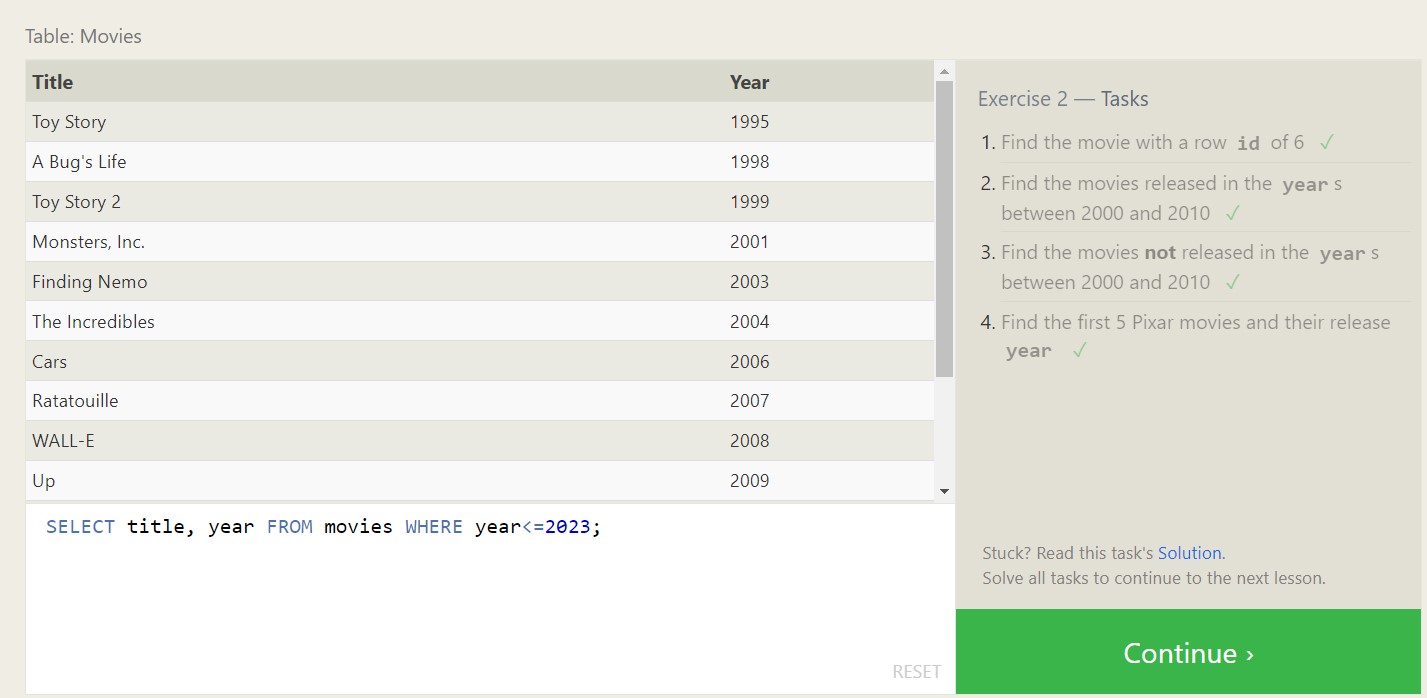 Table: Movies
Title Year
Toy Story 1995
A Bug's Life 1998
Toy Story 2 1999
Monsters, Inc. 2001
Finding Nemo 2003
The Incredibles 2004
Cars 2006
Ratatouille 2007
WALL-E 2008
Up 2009
SELECT title, year FROM movies WHERE year<=2023;
RESET
Exercise 2 — Tasks
1. Find the movie with a row id of 6 ✓
2. Find the movies released in the year s
between 2000 and 2010 ✓
3. Find the movies not released in the year s
between 2000 and 2010 ✓
4. Find the first 5 Pixar movies and their release
year ✓
Stuck? Read this task's Solution.
Solve all tasks to continue to the next lesson.
Continue ›